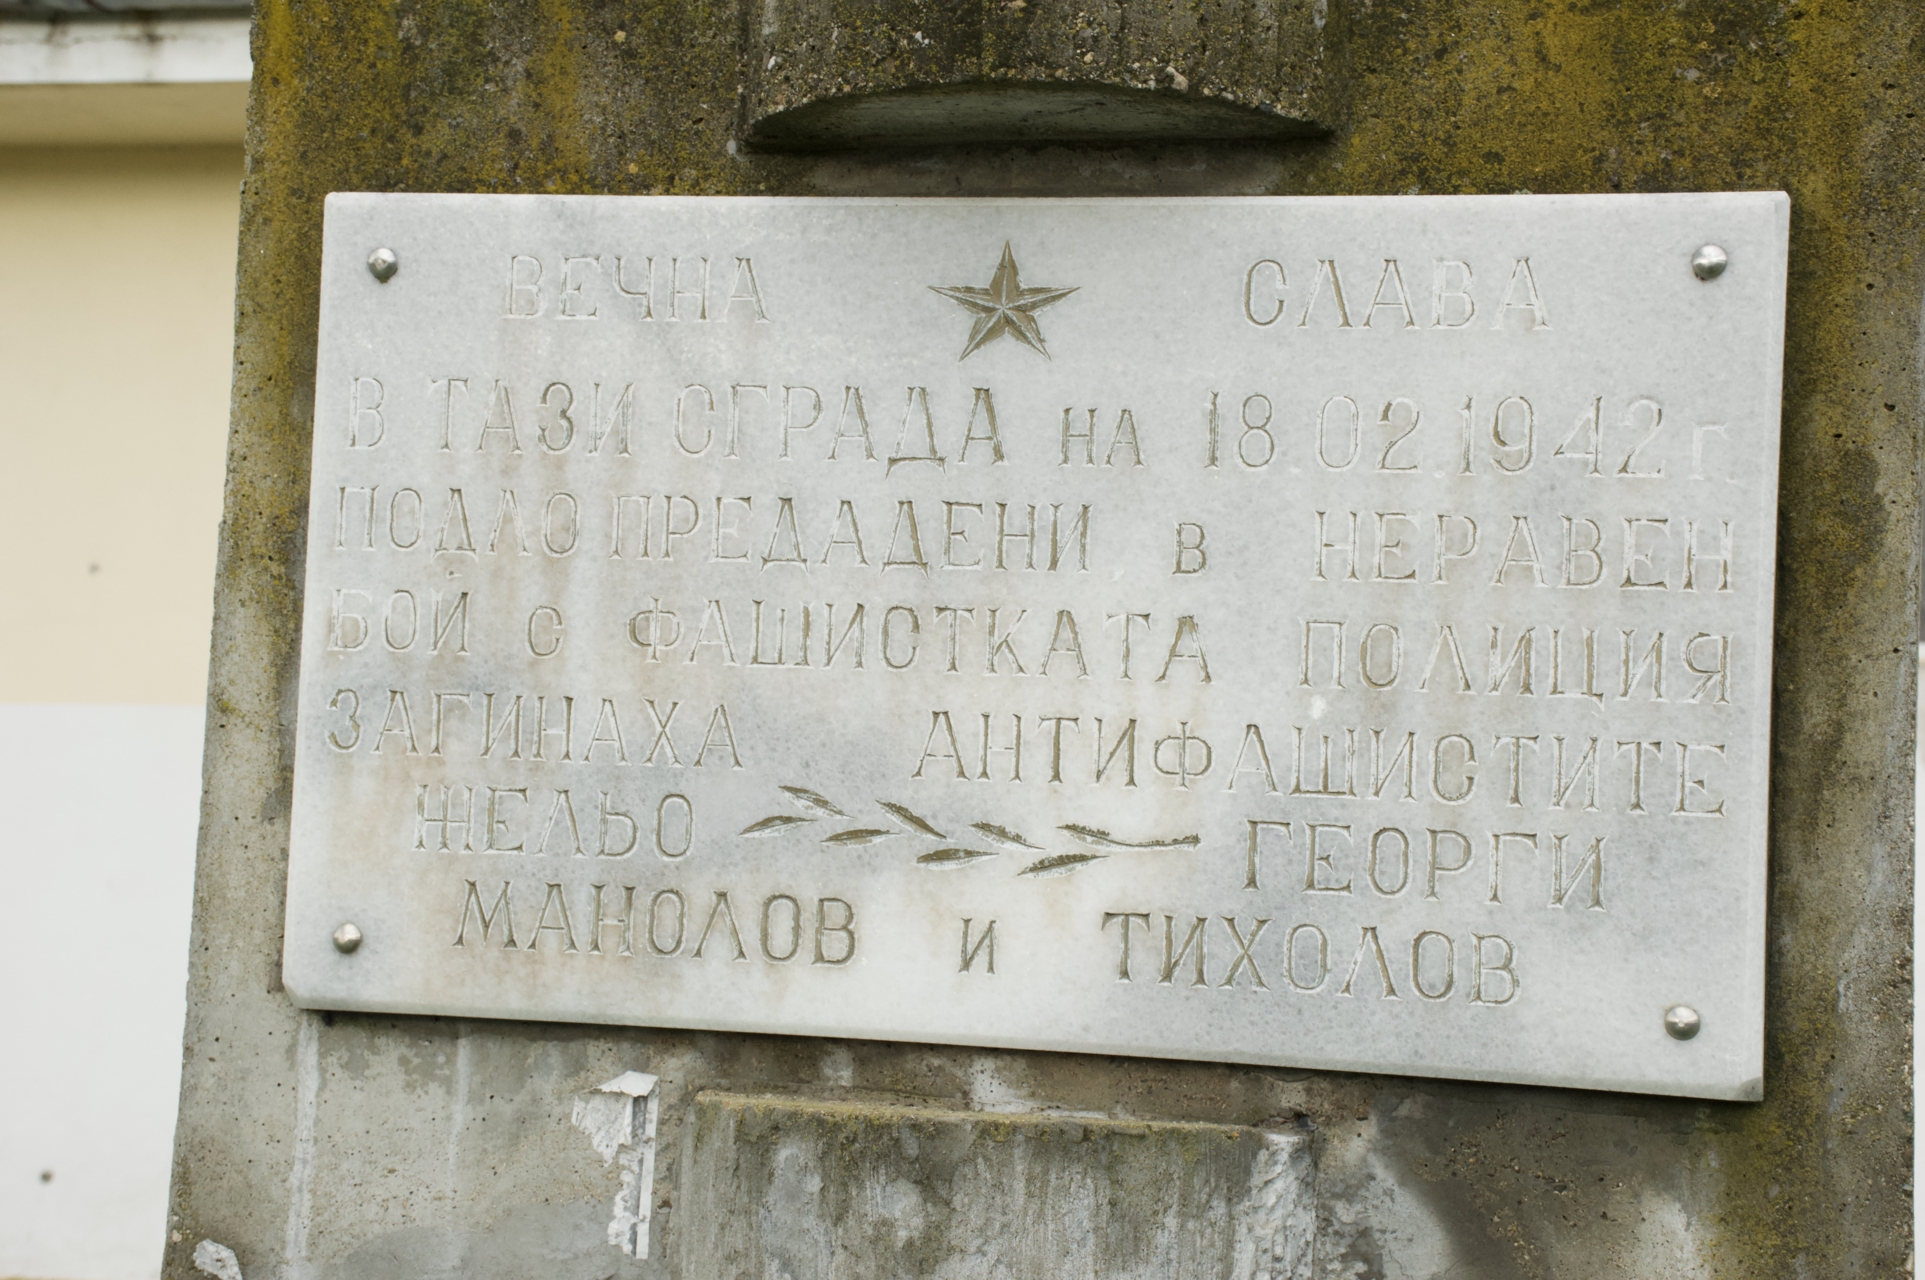 ВЕЧНА СЛАВА
В ТАЗИ СГРАДА НА 18.02.1942 г.
ПОДЛО ПРЕДАДЕНИ В НЕРАВЕН
БОЙ С ФАШИСТКАТА ПОЛИЦИЯ
ЗАГИНАХА АНТИФАШИСТИТЕ
ЖЕЛЬО ГЕОРГИ
МАНОЛОВ И ТИХОЛОВ